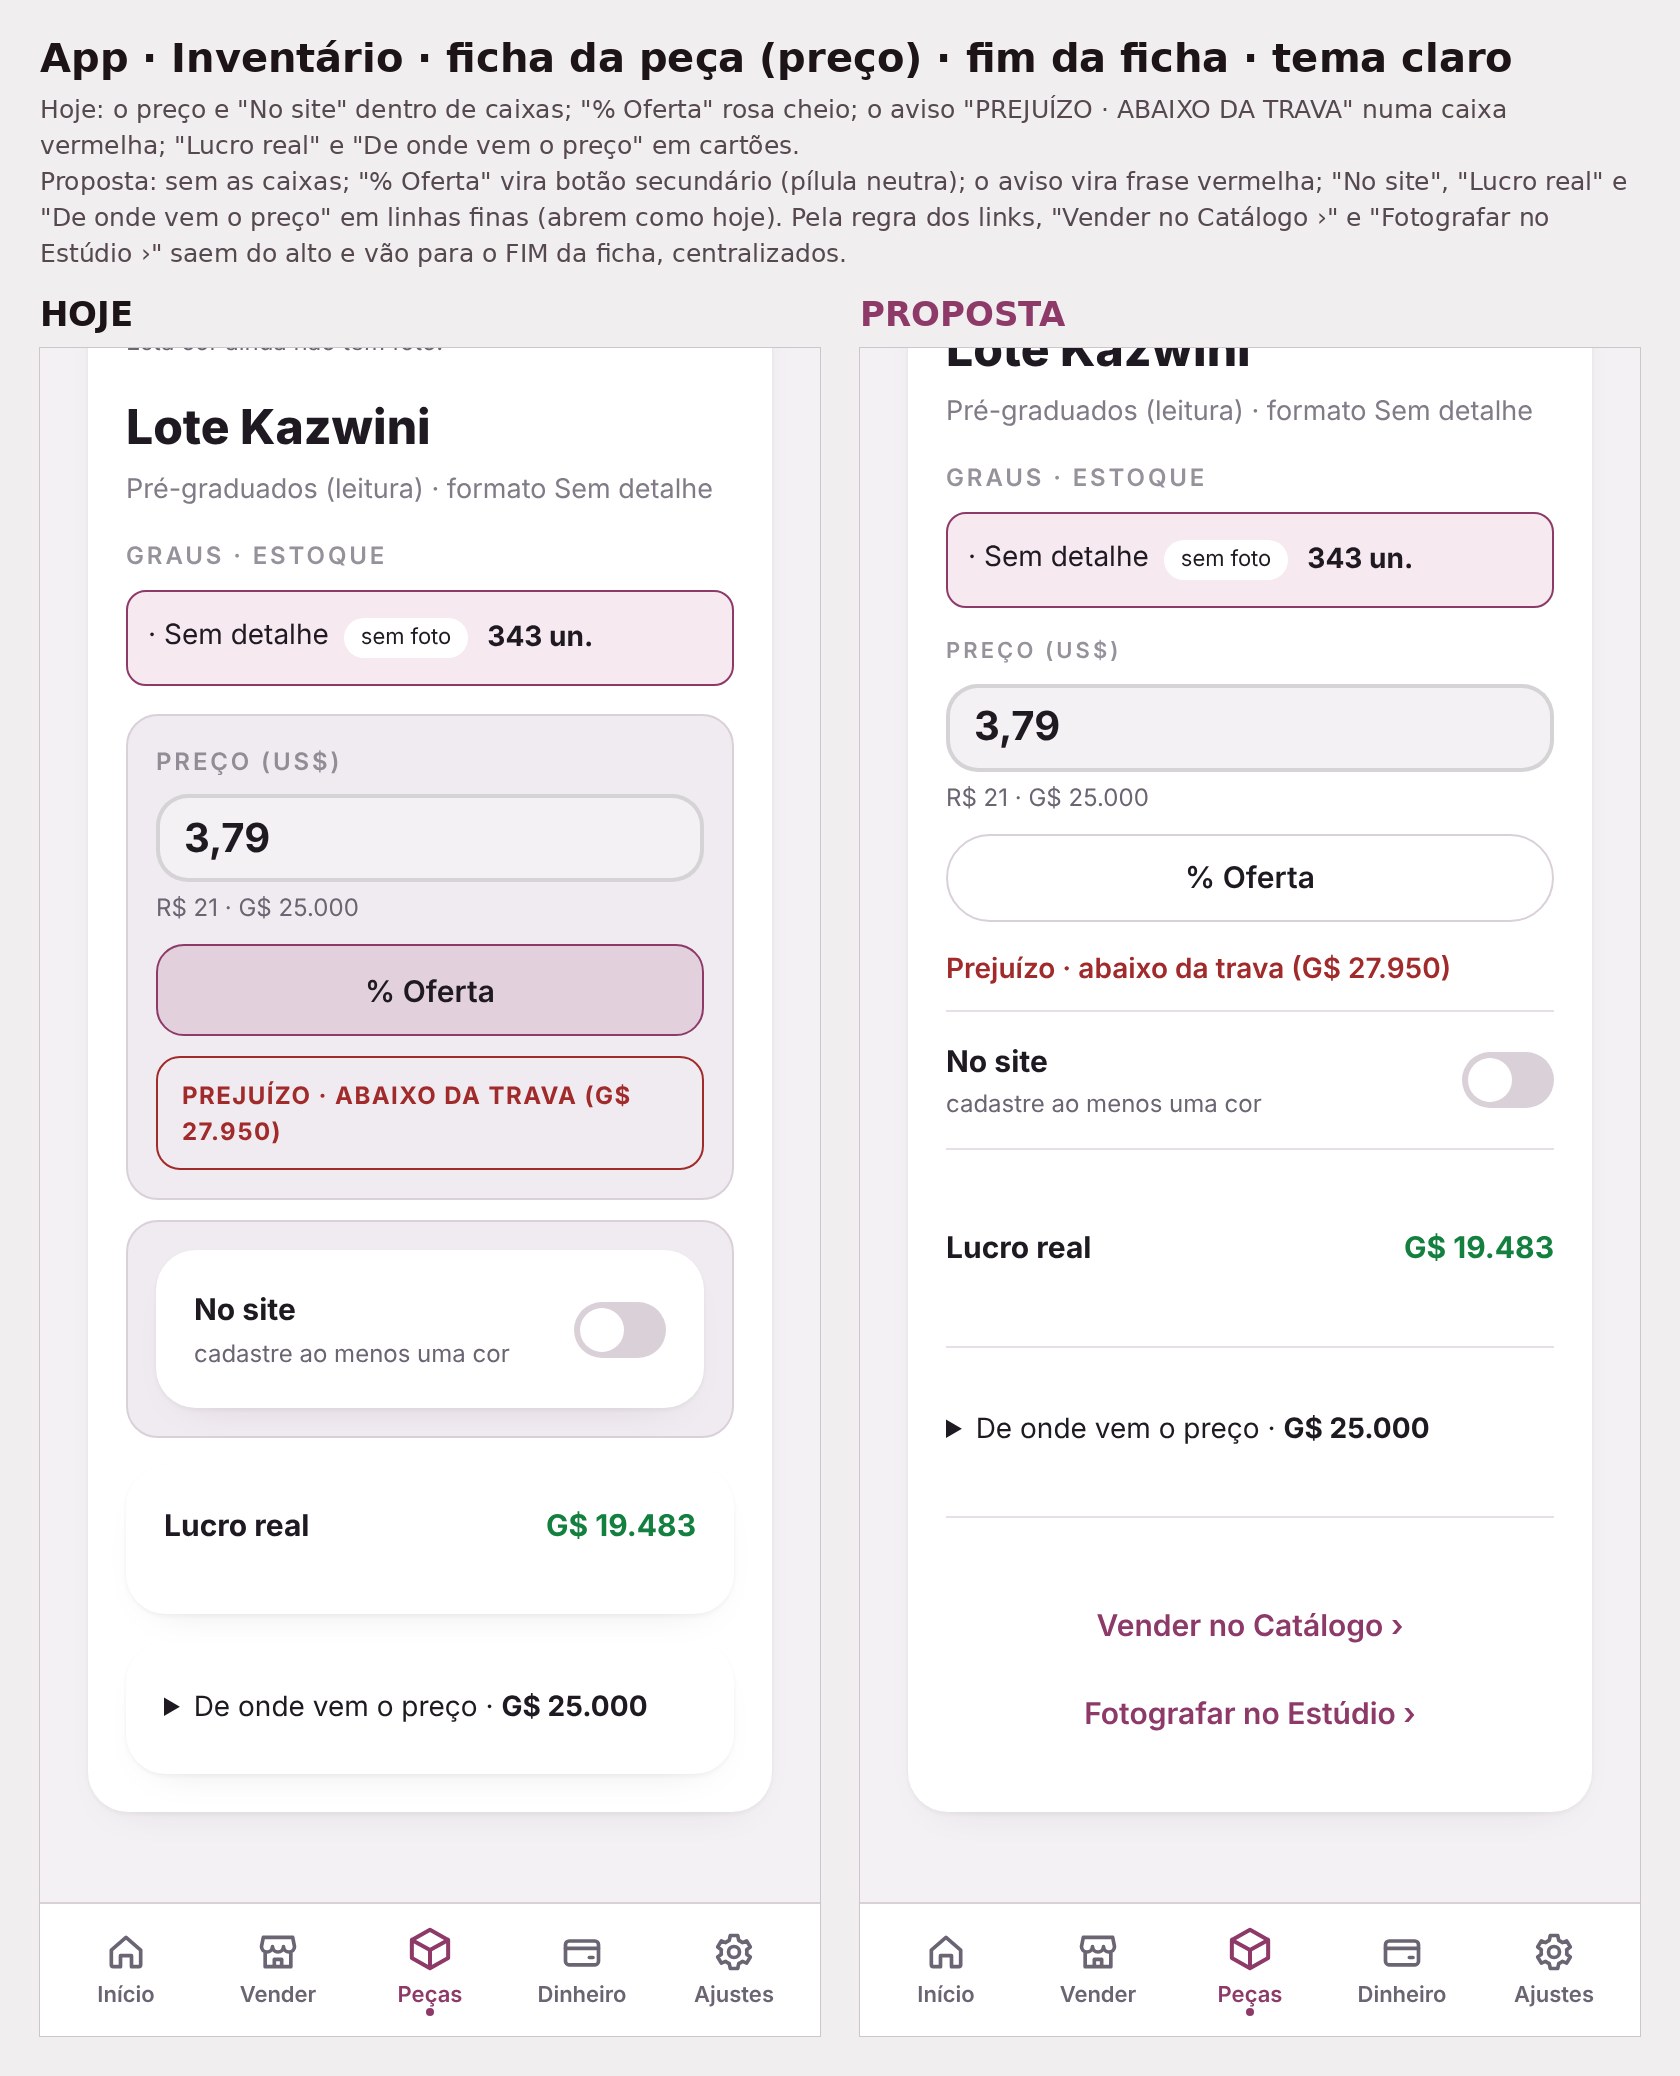 App · Inventário · ficha da peça (preço) · fim da ficha · tema claro
Hoje: o preço e "No site" dentro de caixas; "% Oferta" rosa cheio; o aviso "PREJUÍZO · ABAIXO DA TRAVA" numa caixa
vermelha; "Lucro real" e "De onde vem o preço" em cartões.
Proposta: sem as caixas; "% Oferta" vira botão secundário (pílula neutra); o aviso vira frase vermelha; "No site", "Lucro real" e
"De onde vem o preço" em linhas finas (abrem como hoje). Pela regra dos links, "Vender no Catálogo ›" e "Fotografar no
Estúdio ›" saem do alto e vão para o FIM da ficha, centralizados.
HOJE
Lote Kazwini
Pré-graduados (leitura) · formato Sem detalhe
GRAUS · ESTOQUE
· Sem detalhe sem foto 343 un.
PREÇO (US$)
3,79
R$ 21 · G$ 25.000
% Oferta
PREJUÍZO · ABAIXO DA TRAVA (G$
27.950)
No site
cadastre ao menos uma cor
Lucro real G$ 19.483
▶ De onde vem o preço · G$ 25.000
Início Vender Peças Dinheiro Ajustes
PROPOSTA
Lote Kazwini
Pré-graduados (leitura) · formato Sem detalhe
GRAUS · ESTOQUE
· Sem detalhe sem foto 343 un.
PREÇO (US$)
3,79
R$ 21 · G$ 25.000
% Oferta
Prejuízo · abaixo da trava (G$ 27.950)
No site
cadastre ao menos uma cor
Lucro real G$ 19.483
▶ De onde vem o preço · G$ 25.000
Vender no Catálogo ›
Fotografar no Estúdio ›
Início Vender Peças Dinheiro Ajustes